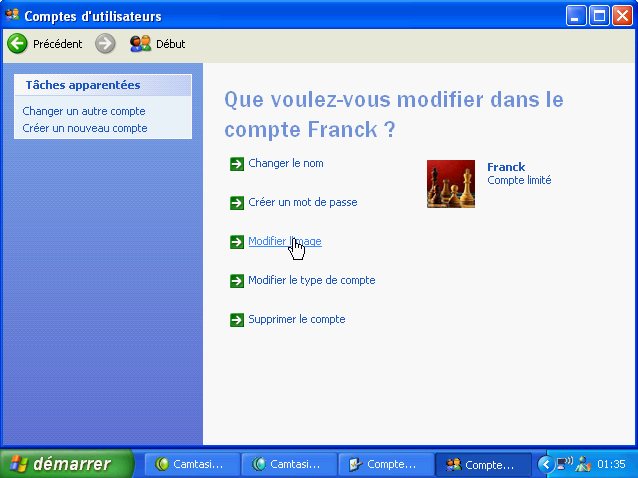 Comptes d'utilisateurs
Précédent
Début
Tâches apparentées
Changer un autre compte
Créer un nouveau compte
Que voulez-vous modifier dans le
compte Franck ?
Changer le nom
Créer un mot de passe
Modifier l'image
Modifier le type de compte
Supprimer le compte
Franck
Compte limité
démarrer
Camtasi...
Camtasi...
Compte...
Compte...
01:35